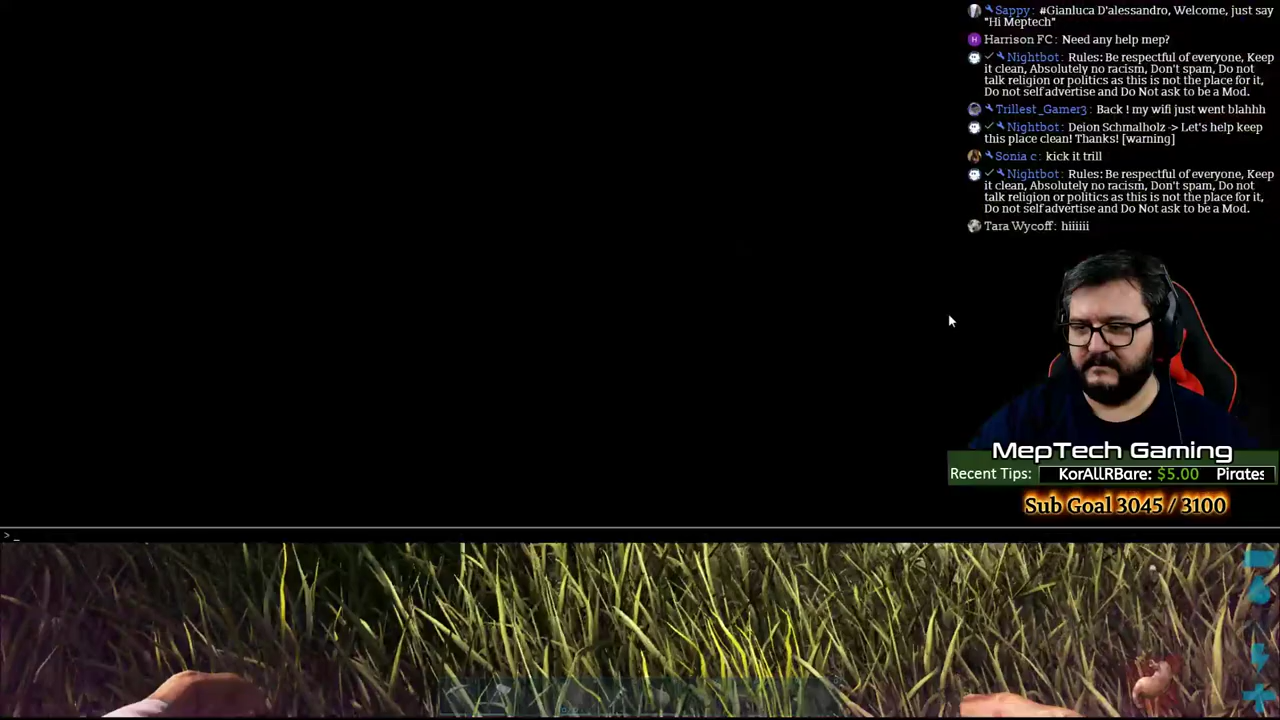 Sappy: #Gianluca D'alessandro, Welcome, just say
"Hi Meptech"
H Harrison FC: Need any help mep?
Nightbot: Rules: Be respectful of everyone, Keep
it clean, Absolutely no racism, Don't spam, Do not
talk religion or politics as this is not the place for it,
Do not self advertise and Do Not ask to be a Mod.
Trillest_Gamer3: Back ! my wifi just went blahhh
Nightbot: Deion Schmalholz -> Let's help keep
this place clean! Thanks! [warning]
Sonia c: kick it trill
Nightbot: Rules: Be respectful of everyone, Keep
it clean, Absolutely no racism, Don't spam, Do not
talk religion or politics as this is not the place for it,
Do not self advertise and Do Not ask to be a Mod.
Tara Wycoff: hiiiiii
MepTech Gaming
Recent Tips: KorAllRBare: $5.00 Pirates
Sub Goal 3045 / 3100
> _